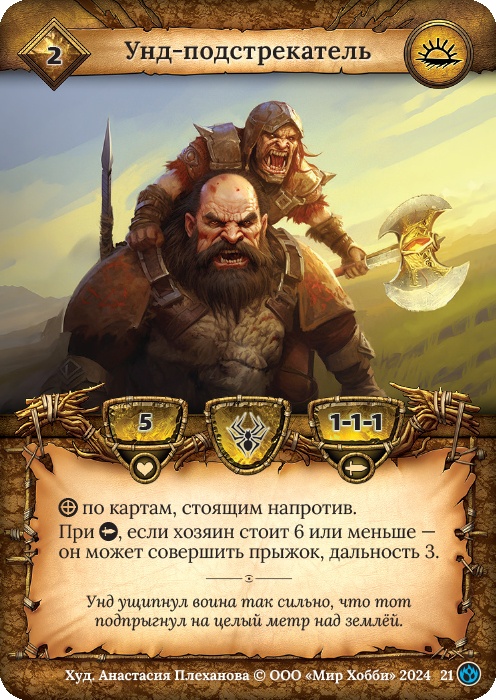 2
Унд-подстрекатель
5
1-1-1
по картам, стоящим напротив.
При , если хозяин стоит 6 или меньше —
он может совершить прыжок, дальность 3.
Унд ущипнул воина так сильно, что тот
подпрыгнул на целый метр над землёй.
Худ. Анастасия Плеханова © ООО «Мир Хобби» 2024 21